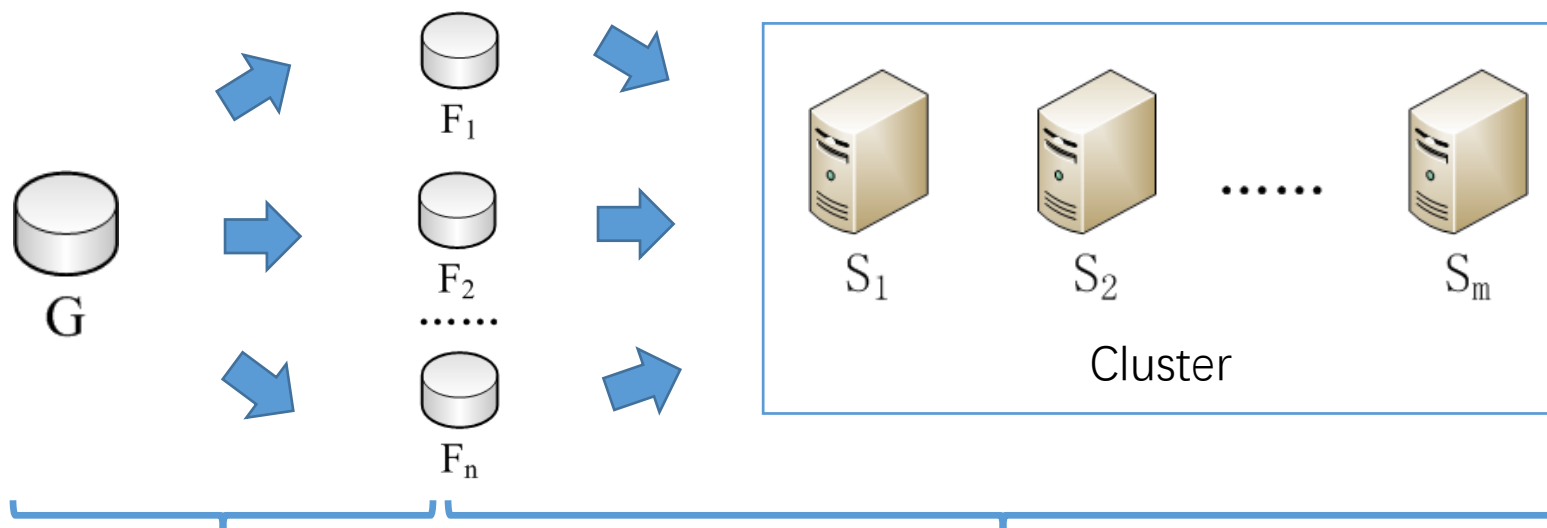 F₁
G
F₂
......
Fₙ
S₁ S₂ ...... Sₘ
Cluster